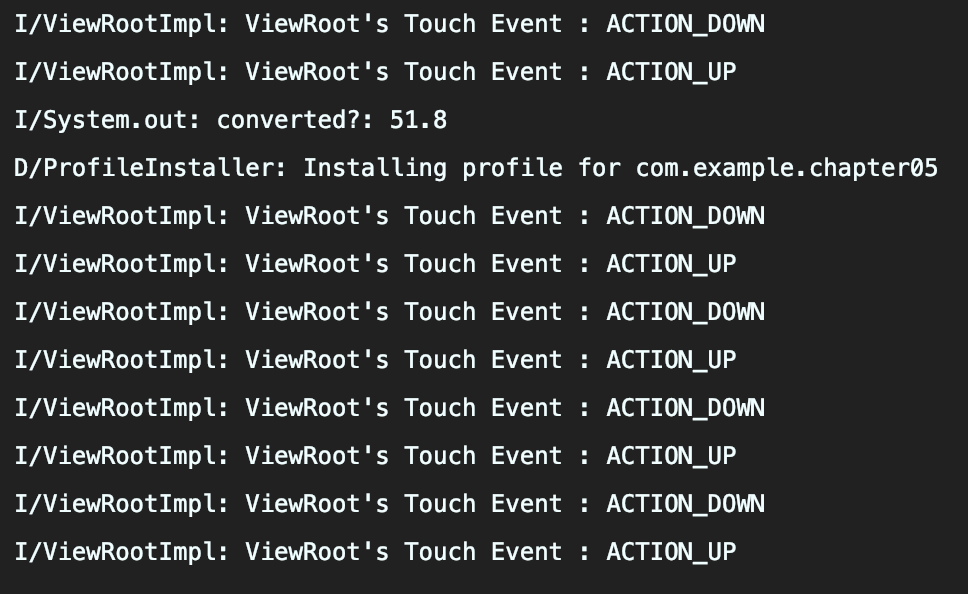 I/ViewRootImpl: ViewRoot's Touch Event : ACTION_DOWN
I/ViewRootImpl: ViewRoot's Touch Event : ACTION_UP
I/System.out: converted?: 51.8
D/ProfileInstaller: Installing profile for com.example.chapter05
I/ViewRootImpl: ViewRoot's Touch Event : ACTION_DOWN
I/ViewRootImpl: ViewRoot's Touch Event : ACTION_UP
I/ViewRootImpl: ViewRoot's Touch Event : ACTION_DOWN
I/ViewRootImpl: ViewRoot's Touch Event : ACTION_UP
I/ViewRootImpl: ViewRoot's Touch Event : ACTION_DOWN
I/ViewRootImpl: ViewRoot's Touch Event : ACTION_UP
I/ViewRootImpl: ViewRoot's Touch Event : ACTION_DOWN
I/ViewRootImpl: ViewRoot's Touch Event : ACTION_UP